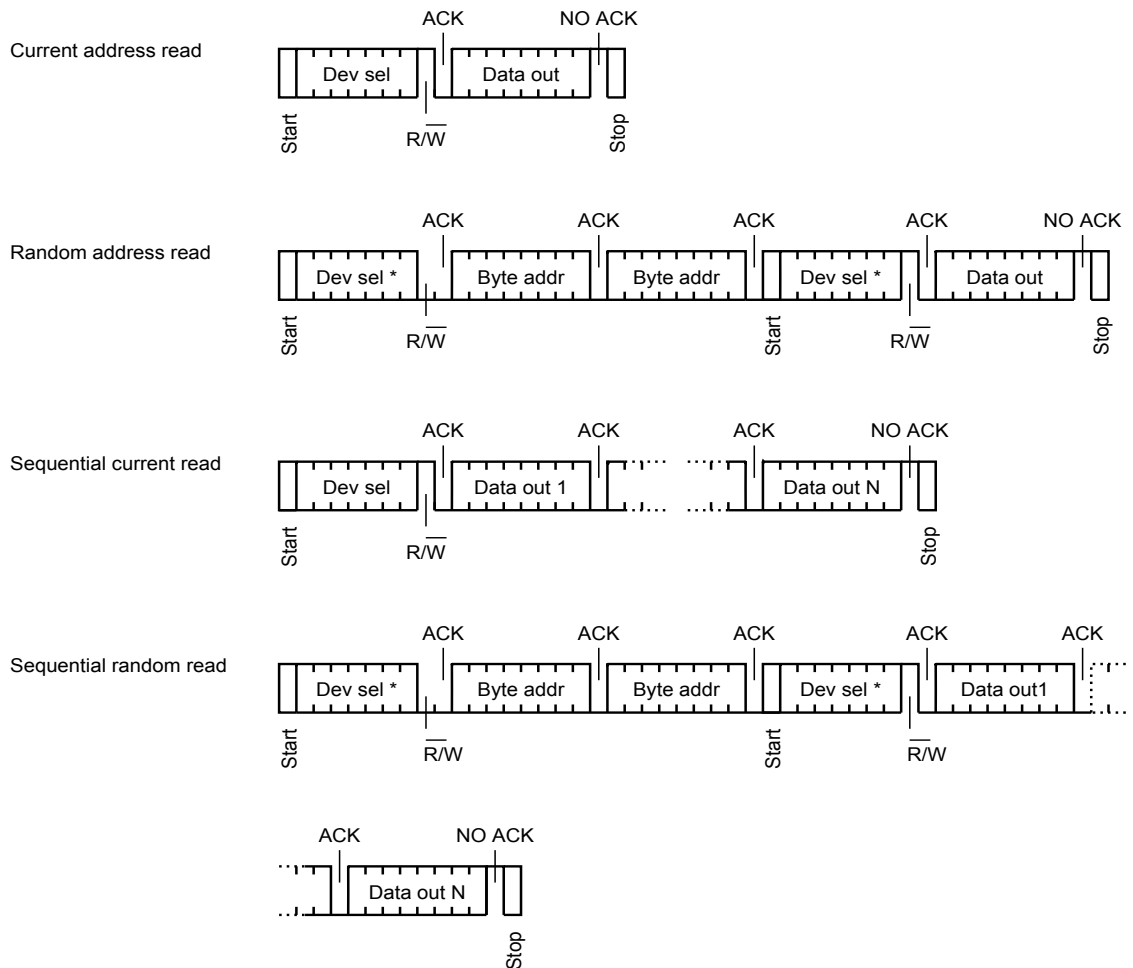 ACK NO ACK
Current address read
Dev sel Data out
Start R/W̅ Stop
ACK ACK ACK ACK NO ACK
Random address read
Dev sel * Byte addr Byte addr Dev sel * Data out
Start R/W̅ Start R/W̅ Stop
ACK ACK ACK NO ACK
Sequential current read
Dev sel Data out 1 Data out N
Start R/W̅ Stop
ACK ACK ACK ACK ACK
Sequential random read
Dev sel * Byte addr Byte addr Dev sel * Data out1
Start R̅/W Start R̅/W
ACK NO ACK
Data out N
Stop